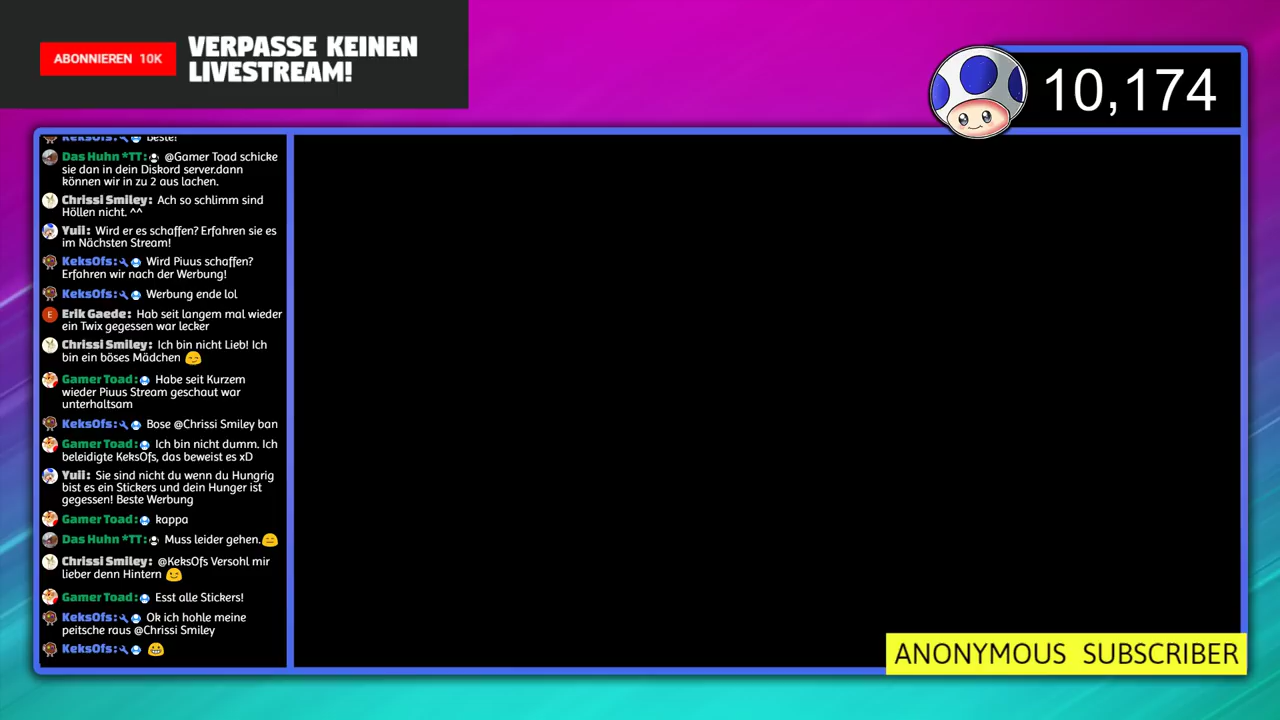 ABONNIEREN 10K
VERPASSE KEINEN
LIVESTREAM!
10,174
KeksOfs: beste!
Das Huhn *TT: @Gamer Toad schicke
sie dan in dein Diskord server.dann
können wir in zu 2 aus lachen.
Chrissi Smiley: Ach so schlimm sind
Höllen nicht. ^^
Yuii: Wird er es schaffen? Erfahren sie es
im Nächsten Stream!
KeksOfs: Wird Piuus schaffen?
Erfahren wir nach der Werbung!
KeksOfs: Werbung ende lol
E
Erik Gaede: Hab seit langem mal wieder
ein Twix gegessen war lecker
Chrissi Smiley: Ich bin nicht Lieb! Ich
bin ein böses Mädchen 😏
Gamer Toad: Habe seit Kurzem
wieder Piuus Stream geschaut war
unterhaltsam
KeksOfs: Bose @Chrissi Smiley ban
Gamer Toad: Ich bin nicht dumm. Ich
beleidigte KeksOfs, das beweist es xD
Yuii: Sie sind nicht du wenn du Hungrig
bist es ein Stickers und dein Hunger ist
gegessen! Beste Werbung
Gamer Toad: kappa
Das Huhn *TT: Muss leider gehen.😑
Chrissi Smiley: @KeksOfs Versohl mir
lieber denn Hintern 😉
Gamer Toad: Esst alle Stickers!
KeksOfs: Ok ich hohle meine
peitsche raus @Chrissi Smiley
KeksOfs: 😀
ANONYMOUS SUBSCRIBER